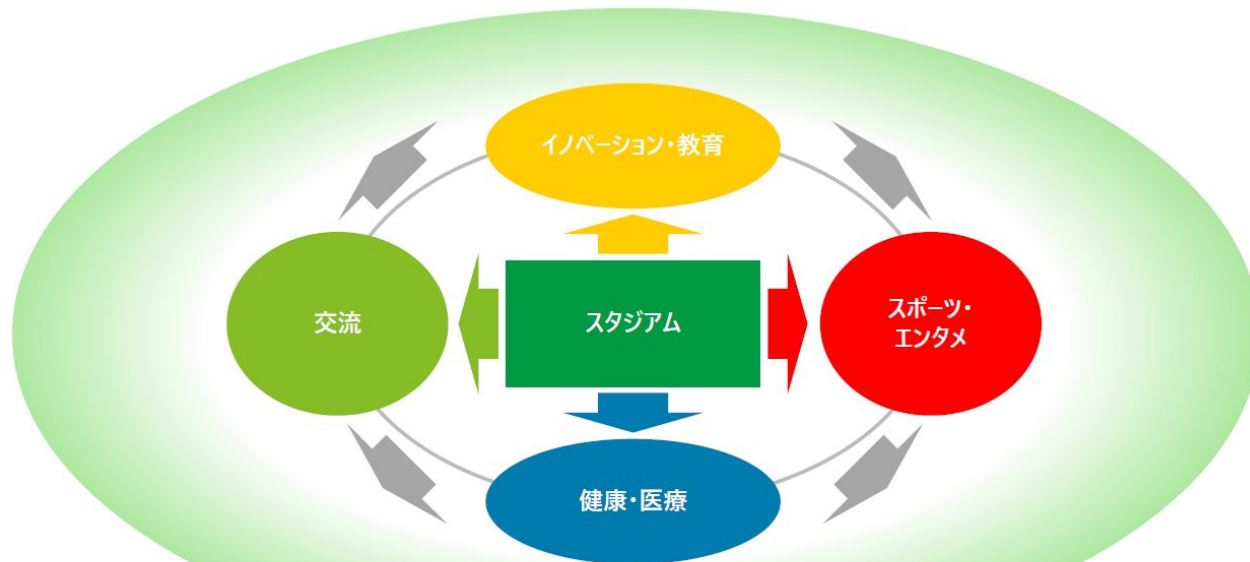 イノベーション・教育
交流
スタジアム
スポーツ・
エンタメ
健康・医療